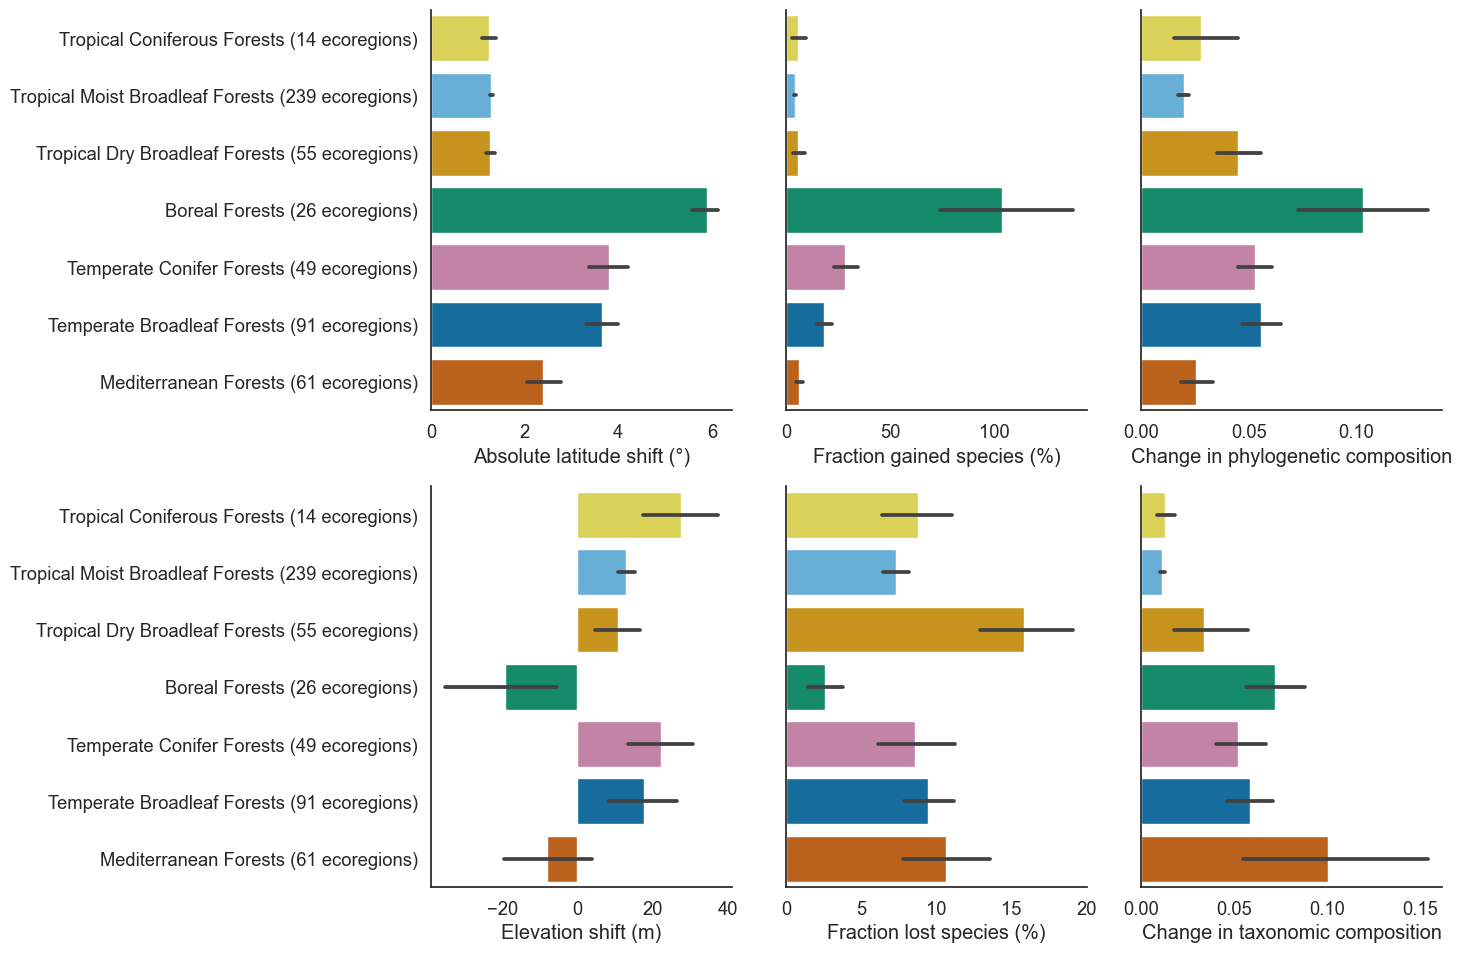 Tropical Coniferous Forests (14 ecoregions)
Tropical Moist Broadleaf Forests (239 ecoregions)
Tropical Dry Broadleaf Forests (55 ecoregions)
Boreal Forests (26 ecoregions)
Temperate Conifer Forests (49 ecoregions)
Temperate Broadleaf Forests (91 ecoregions)
Mediterranean Forests (61 ecoregions)
0 2 4 6
Absolute latitude shift (°)
0 50 100
Fraction gained species (%)
0.00 0.05 0.10
Change in phylogenetic composition
Tropical Coniferous Forests (14 ecoregions)
Tropical Moist Broadleaf Forests (239 ecoregions)
Tropical Dry Broadleaf Forests (55 ecoregions)
Boreal Forests (26 ecoregions)
Temperate Conifer Forests (49 ecoregions)
Temperate Broadleaf Forests (91 ecoregions)
Mediterranean Forests (61 ecoregions)
−20 0 20 40
Elevation shift (m)
0 5 10 15 20
Fraction lost species (%)
0.00 0.05 0.10 0.15
Change in taxonomic composition